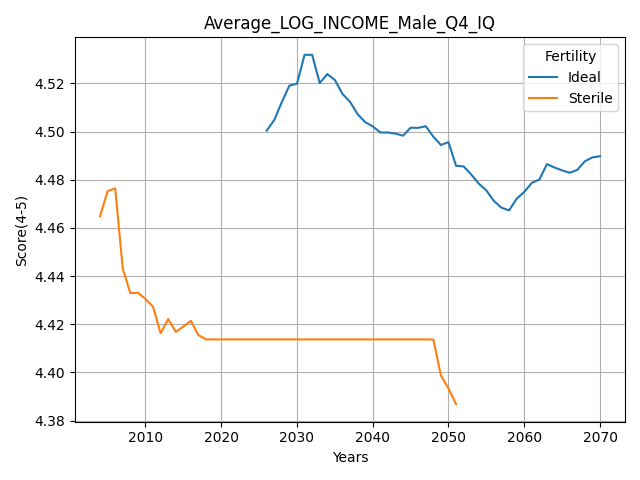 Average_LOG_INCOME_Male_Q4_IQ
Fertility
Ideal
Sterile
Score(4-5)
4.52
4.50
4.48
4.46
4.44
4.42
4.40
4.38
2010 2020 2030 2040 2050 2060 2070
Years